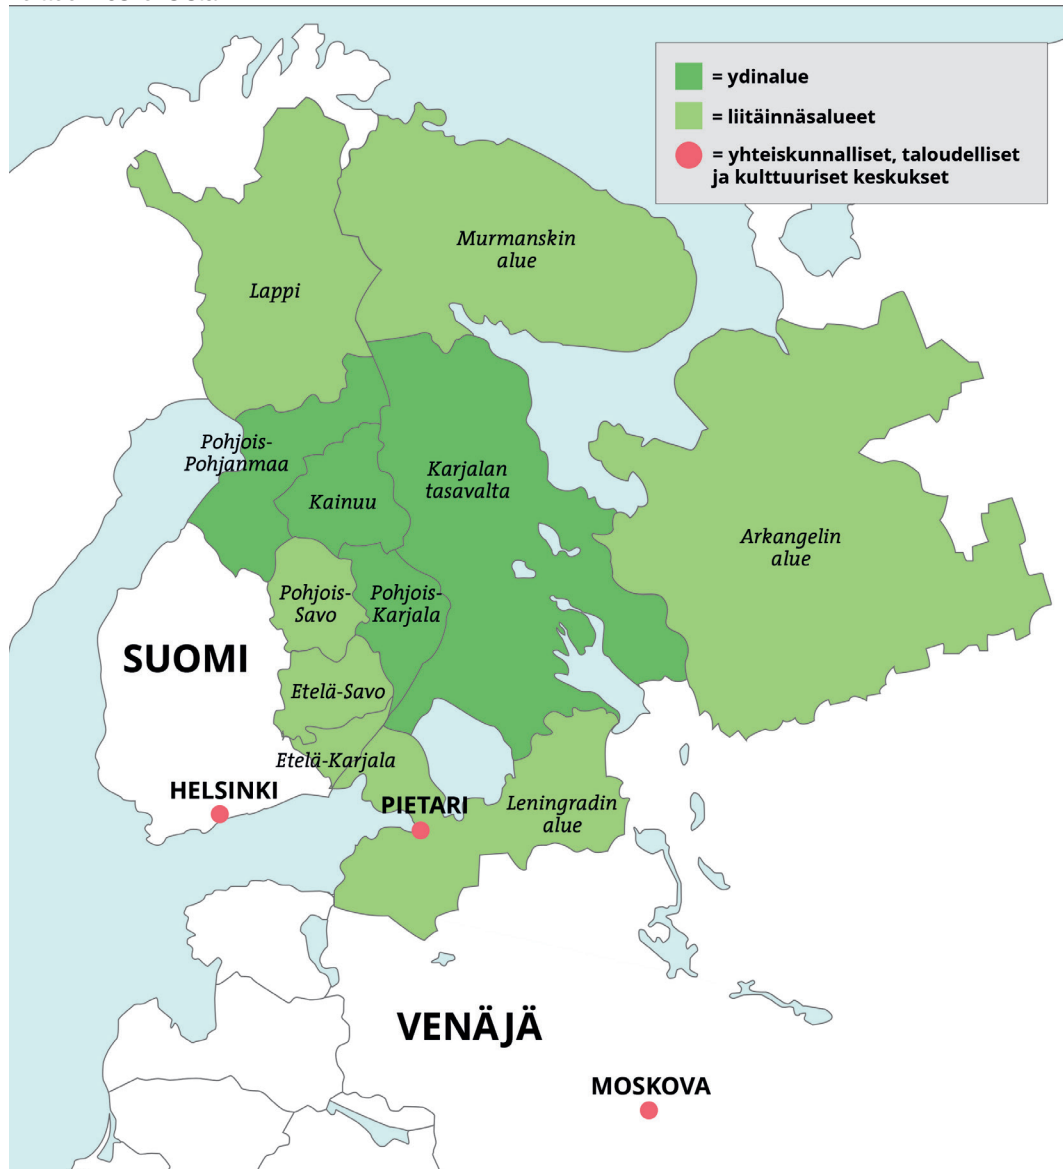 = ydinalue
= liitäinnäsalueet
= yhteiskunnalliset, taloudelliset
ja kulttuuriset keskukset
Murmanskin
alue
Lappi
Pohjois-
Pohjanmaa
Kainuu
Karjalan
tasavalta
Arkangelin
alue
Pohjois-
Savo
Pohjois-
Karjala
SUOMI
Etelä-Savo
Etelä-Karjala
HELSINKI
PIETARI
Leningradin
alue
VENÄJÄ
MOSKOVA